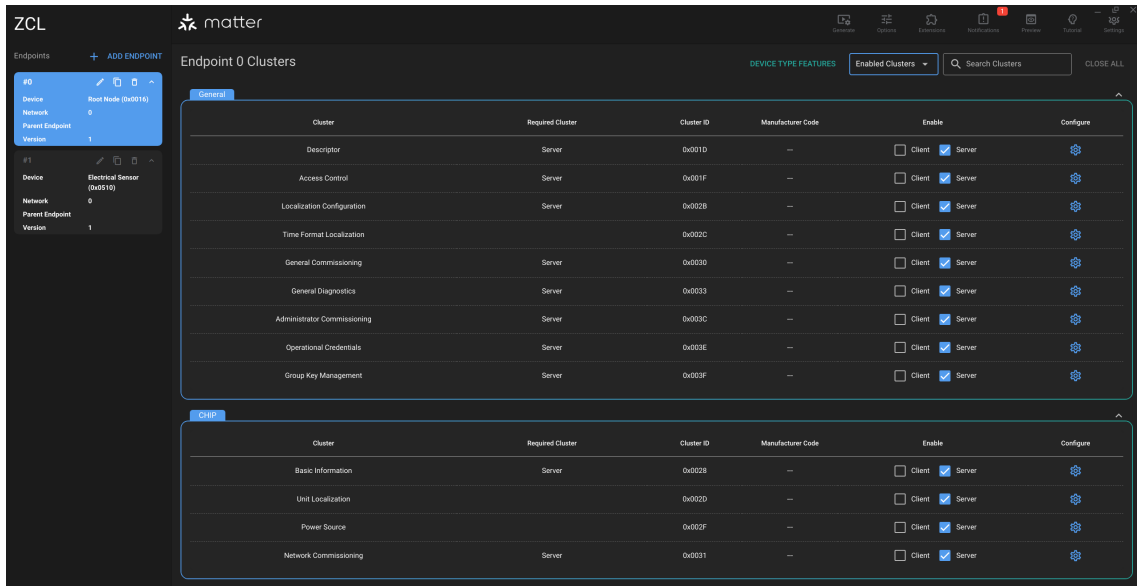 ZCL
matter
Generate
Options
Extensions
1
Notifications
Preview
Tutorial
Settings
Endpoints
+ ADD ENDPOINT
#0
Device Root Node (0x0016)
Network 0
Parent Endpoint
Version 1
#1
Device Electrical Sensor
(0x0510)
Network 0
Parent Endpoint
Version 1
Endpoint 0 Clusters
DEVICE TYPE FEATURES
Enabled Clusters
Search Clusters
CLOSE ALL
General
Cluster Required Cluster Cluster ID Manufacturer Code Enable Configure
Descriptor Server 0x001D — Client Server
Access Control Server 0x001F — Client Server
Localization Configuration Server 0x002B — Client Server
Time Format Localization 0x002C — Client Server
General Commissioning Server 0x0030 — Client Server
General Diagnostics Server 0x0033 — Client Server
Administrator Commissioning Server 0x003C — Client Server
Operational Credentials Server 0x003E — Client Server
Group Key Management Server 0x003F — Client Server
CHIP
Cluster Required Cluster Cluster ID Manufacturer Code Enable Configure
Basic Information Server 0x0028 — Client Server
Unit Localization 0x002D — Client Server
Power Source 0x002F — Client Server
Network Commissioning Server 0x0031 — Client Server